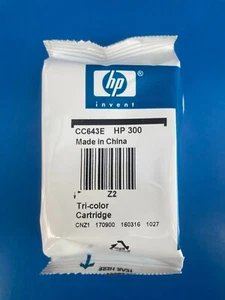 hp
invent
CC643E HP 300
Made in China
Z2
Tri-color
Cartridge
CNZ1 170900 160316 1027